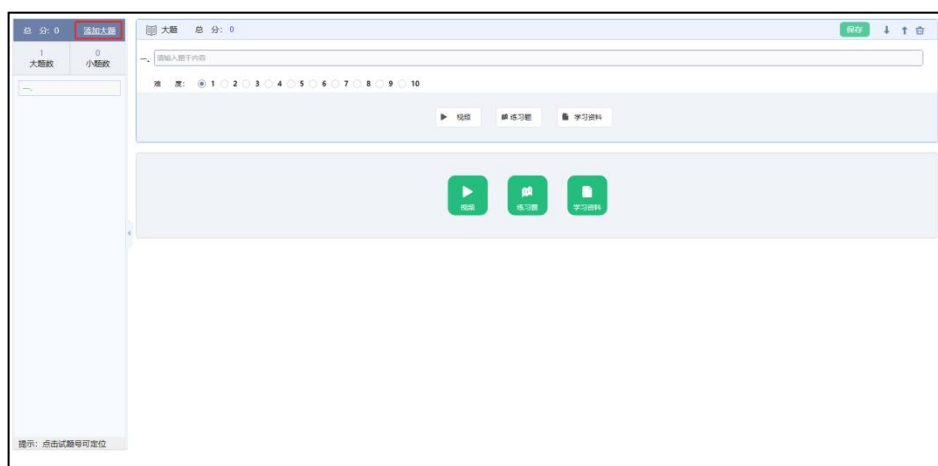 总 分: 0 添加大题
1 0
大题数 小题数
一.
提示: 点击试题号可定位
大题 总 分: 0 保存
一. 请输入题干内容
难 度: 1 2 3 4 5 6 7 8 9 10
视频 练习题 学习资料
视频 练习题 学习资料